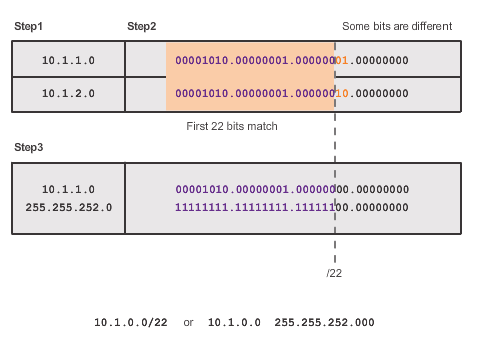 Step1 Step2 Some bits are different
10.1.1.0 00001010.00000001.00000001.00000000
10.1.2.0 00001010.00000001.00000010.00000000
First 22 bits match
Step3
10.1.1.0 00001010.00000001.00000000.00000000
255.255.252.0 11111111.11111111.11111100.00000000
/22
10.1.0.0/22 or 10.1.0.0 255.255.252.000